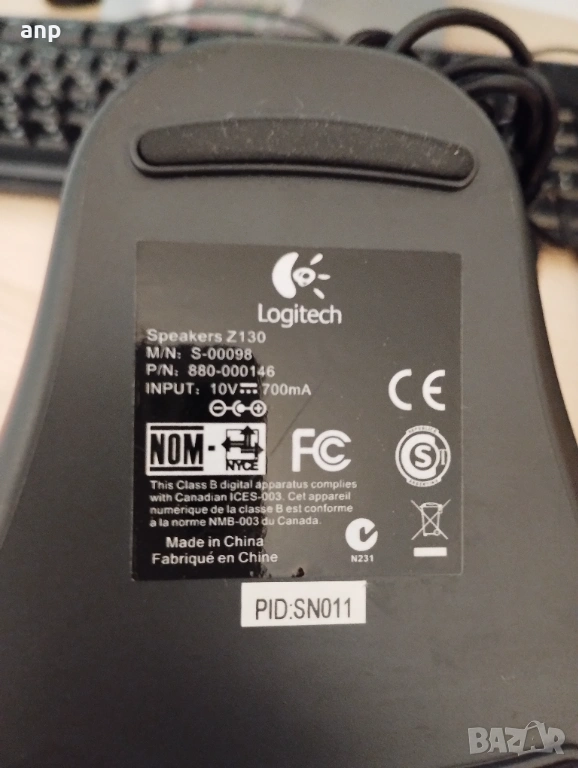 anp
Logitech
Speakers Z130
M/N: S-00098
P/N: 880-000146
INPUT: 10V⎓700mA
NOM-NYCE
FC
CE
S
This Class B digital apparatus complies
with Canadian ICES-003. Cet appareil
numérique de la classe B est conforme
à la norme NMB-003 du Canada.
Made in China
Fabriqué en Chine
N231
PID:SN011
BAZAR